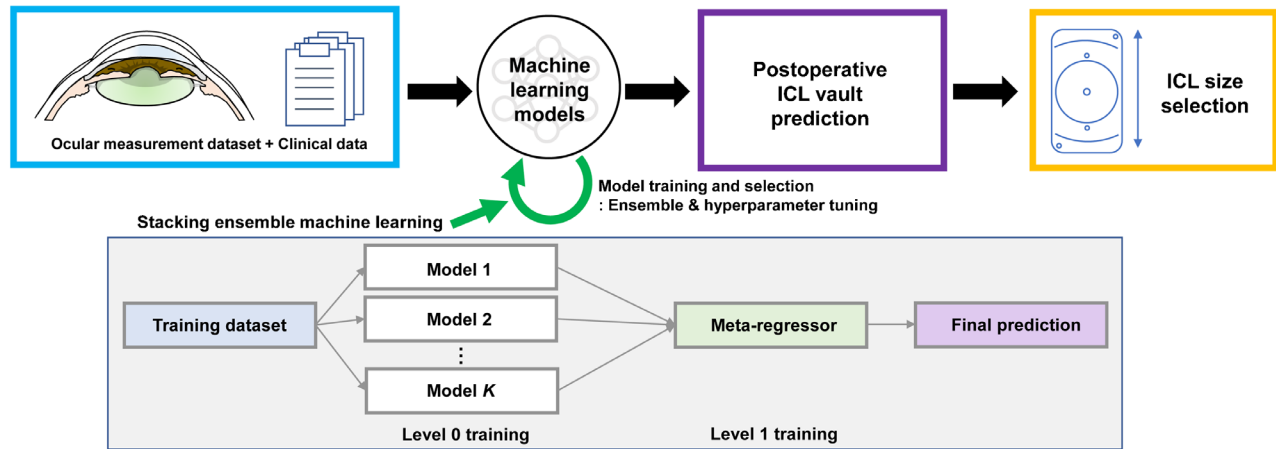 Ocular measurement dataset + Clinical data
Machine
learning
models
Postoperative
ICL vault
prediction
ICL size
selection
Model training and selection
: Ensemble & hyperparameter tuning
Stacking ensemble machine learning
Training dataset
Model 1
Model 2
⋮
Model K
Meta-regressor
Final prediction
Level 0 training
Level 1 training